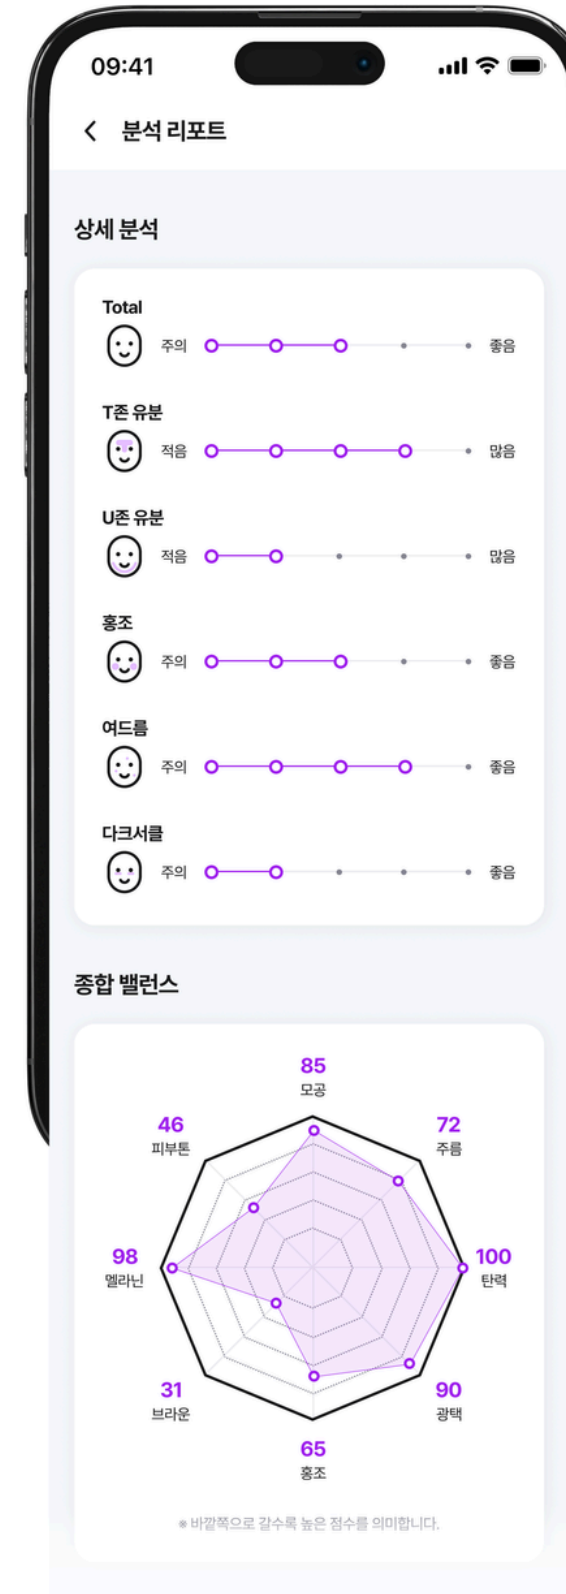 09:41
분석 리포트
상세 분석
Total
주의 좋음
T존 유분
적음 많음
U존 유분
적음 많음
홍조
주의 좋음
여드름
주의 좋음
다크서클
주의 좋음
종합 밸런스
85
모공
46
피부톤
72
주름
98
멜라닌
100
탄력
31
브라운
90
광택
65
홍조
※ 바깥쪽으로 갈수록 높은 점수를 의미합니다.